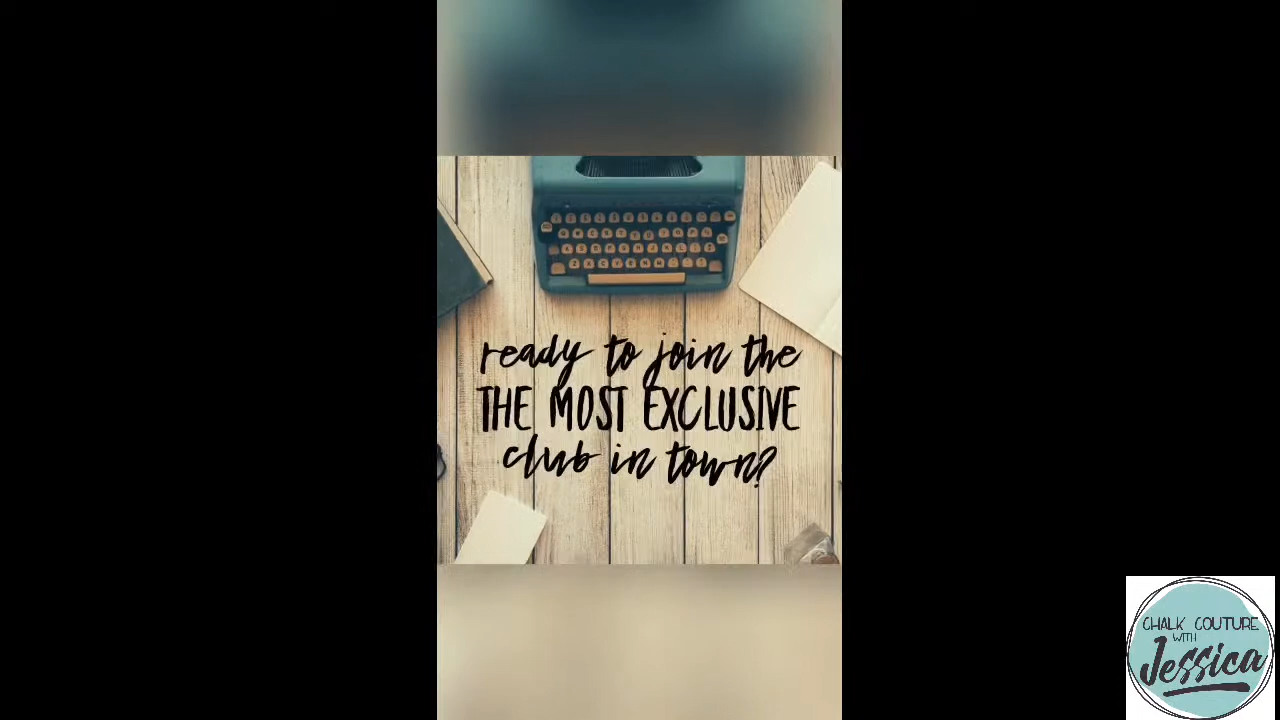 ready to join the
THE MOST EXCLUSIVE
club in town?
CHALK COUTURE
WITH
Jessica